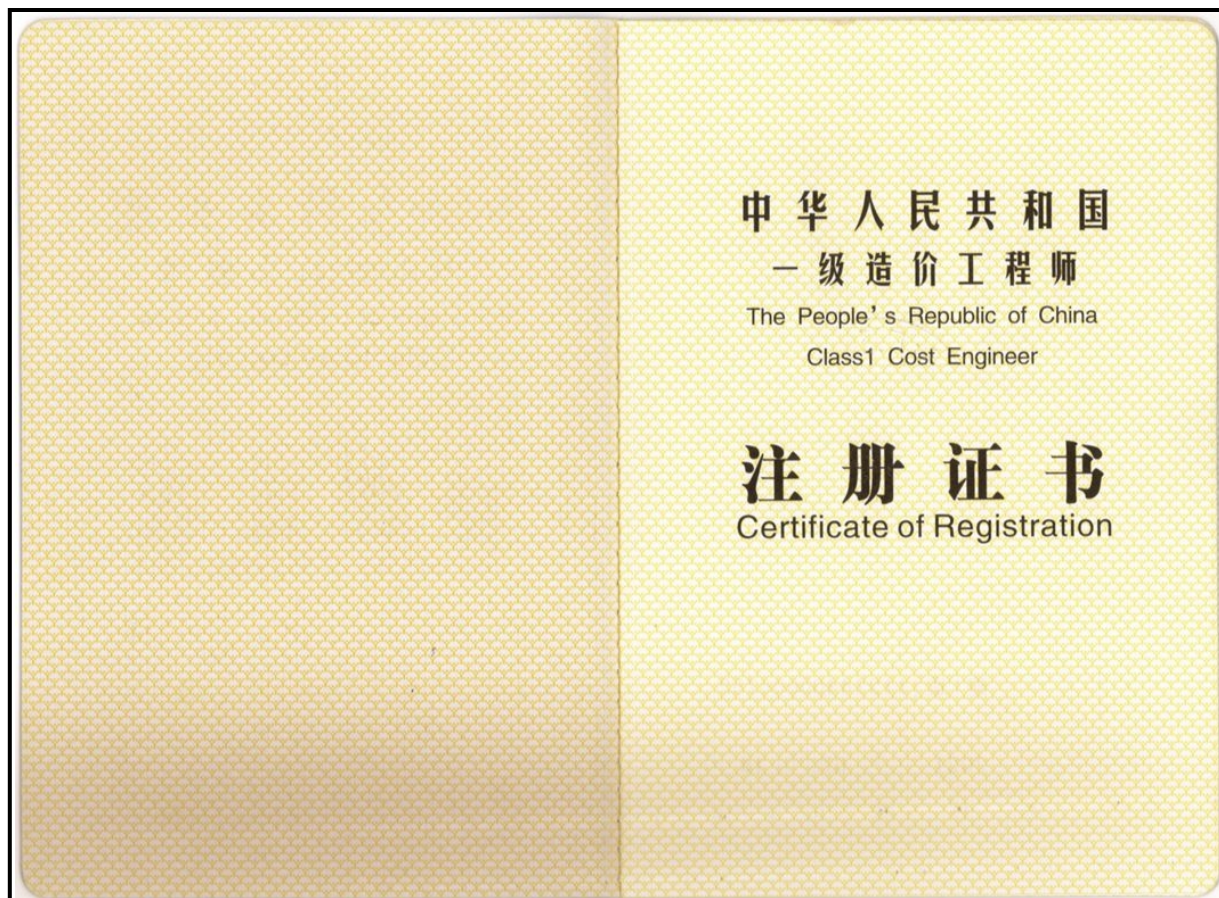 中华人民共和国
一级造价工程师
The People's Republic of China
Class1 Cost Engineer
注册证书
Certificate of Registration